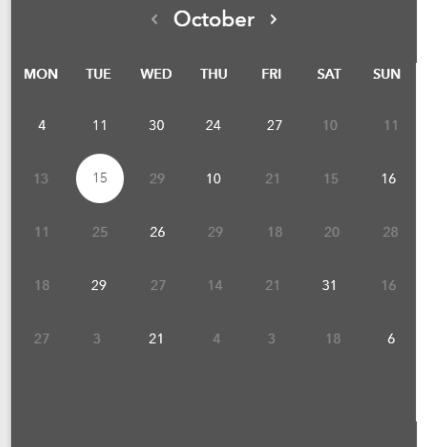 ‹ October ›
MON TUE WED THU FRI SAT SUN
4 11 30 24 27 10 11
13 15 29 10 21 15 16
11 25 26 29 18 20 28
18 29 27 14 21 31 16
27 3 21 4 3 18 6